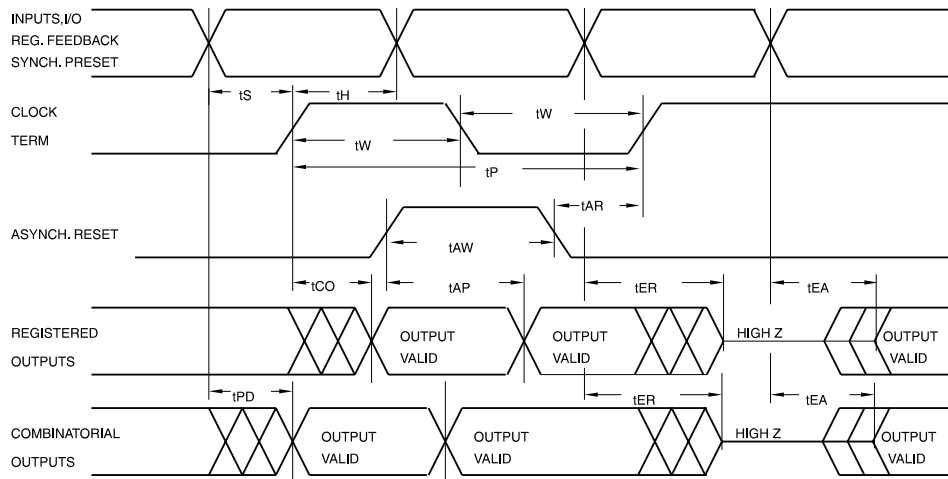 INPUTS,I/O
REG. FEEDBACK
SYNCH. PRESET
tS
tH
CLOCK
TERM
tW
tW
tP
tAR
ASYNCH. RESET
tAW
tCO
tAP
tER
tEA
REGISTERED
OUTPUTS
OUTPUT
VALID
OUTPUT
VALID
HIGH Z
OUTPUT
VALID
tPD
tER
tEA
COMBINATORIAL
OUTPUTS
OUTPUT
VALID
OUTPUT
VALID
HIGH Z
OUTPUT
VALID